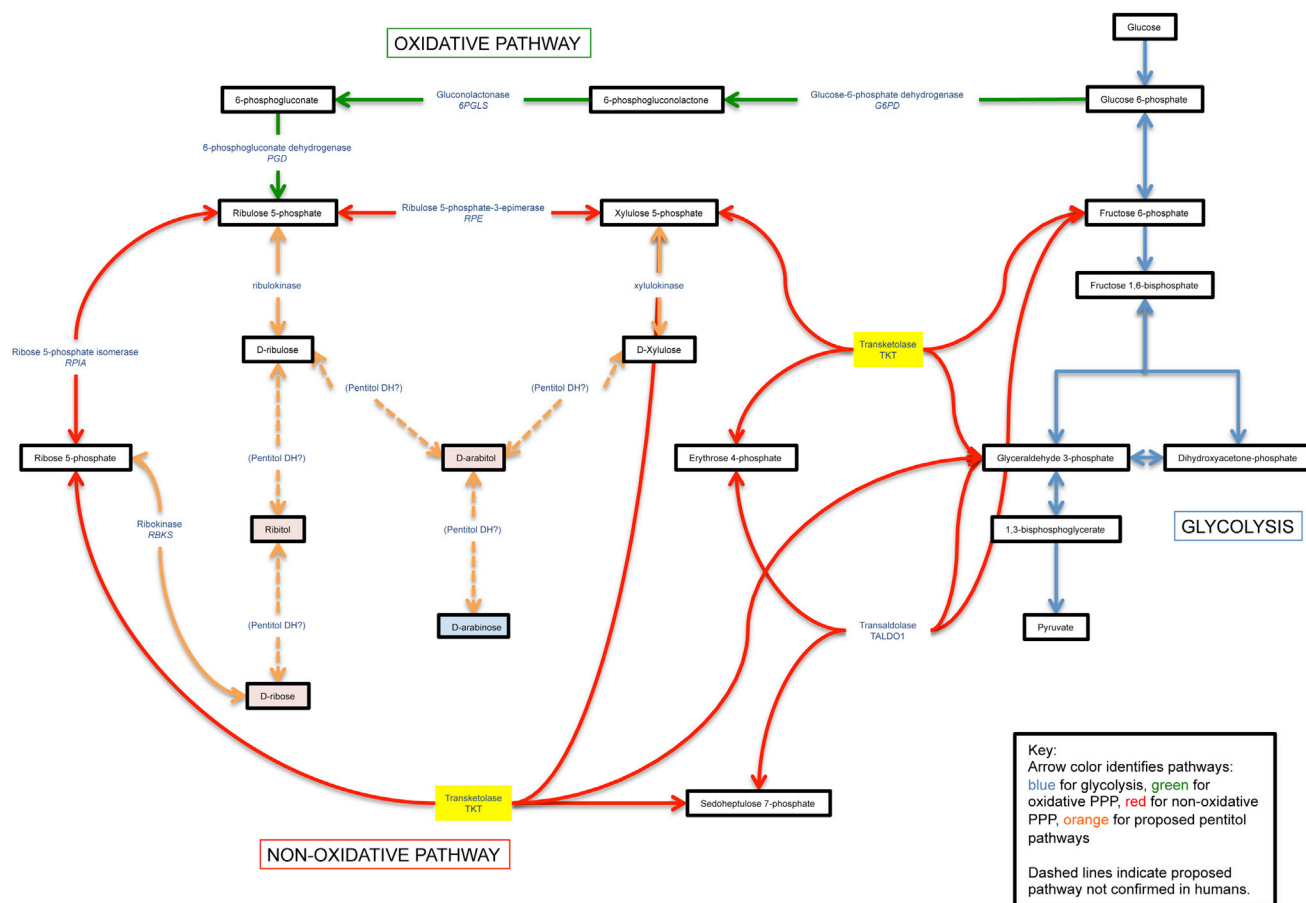 OXIDATIVE PATHWAY
Glucose
6-phosphogluconate
Gluconolactonase
6PGLS
6-phosphogluconolactone
Glucose-6-phosphate dehydrogenase
G6PD
Glucose 6-phosphate
6-phosphogluconate dehydrogenase
PGD
Ribulose 5-phosphate
Ribulose 5-phosphate-3-epimerase
RPE
Xylulose 5-phosphate
Fructose 6-phosphate
ribulokinase
xylulokinase
Fructose 1,6-bisphosphate
Ribose 5-phosphate isomerase
RPIA
D-ribulose
D-Xylulose
Transketolase
TKT
(Pentitol DH?)
(Pentitol DH?)
Ribose 5-phosphate
(Pentitol DH?)
D-arabitol
Erythrose 4-phosphate
Glyceraldehyde 3-phosphate
Dihydroxyacetone-phosphate
Ribokinase
RBKS
Ribitol
(Pentitol DH?)
1,3-bisphosphoglycerate
GLYCOLYSIS
(Pentitol DH?)
D-arabinose
Transaldolase
TALDO1
Pyruvate
D-ribose
Transketolase
TKT
Sedoheptulose 7-phosphate
NON-OXIDATIVE PATHWAY
Key:
Arrow color identifies pathways:
blue for glycolysis, green for
oxidative PPP, red for non-oxidative
PPP, orange for proposed pentitol
pathways
Dashed lines indicate proposed
pathway not confirmed in humans.